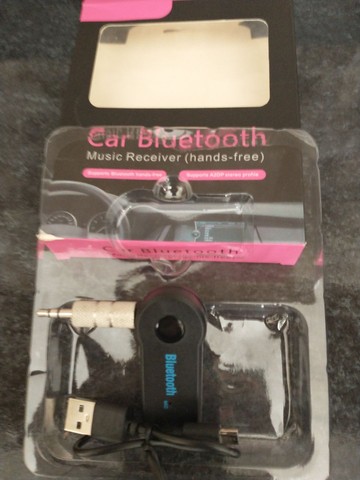 Car Bluetooth
Music Receiver (hands-free)
Supports Bluetooth hands-free
Supports A2DP stereo profile
Car Bluetooth
Bluetooth